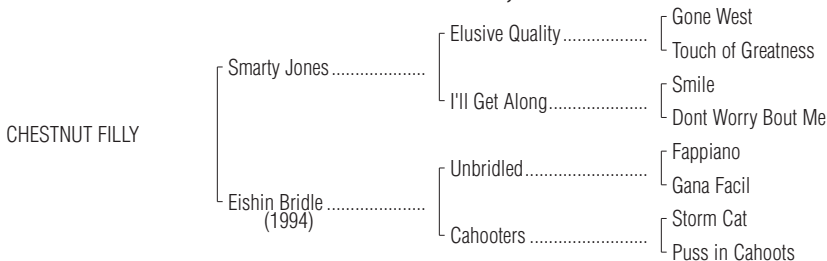 Gone West
Elusive Quality....................
Touch of Greatness
Smarty Jones....................
Smile
I'll Get Along.....................
Dont Worry Bout Me
CHESTNUT FILLY
Fappiano
Unbridled.........................
Gana Facil
Eishin Bridle.....................
(1994)
Storm Cat
Cahooters ........................
Puss in Cahoots